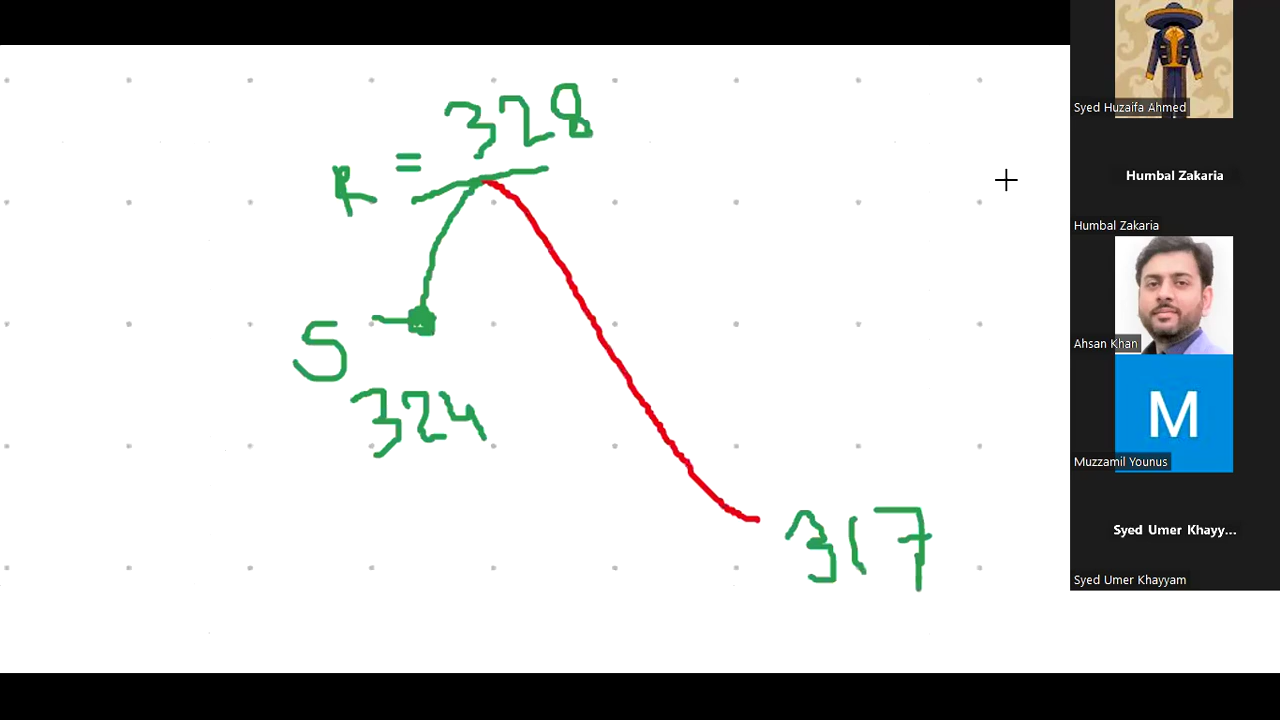 328
R =
S
324
317
Syed Huzaifa Ahmed
Humbal Zakaria
Humbal Zakaria
Ahsan Khan
M
Muzzamil Younus
Syed Umer Khayy...
Syed Umer Khayyam